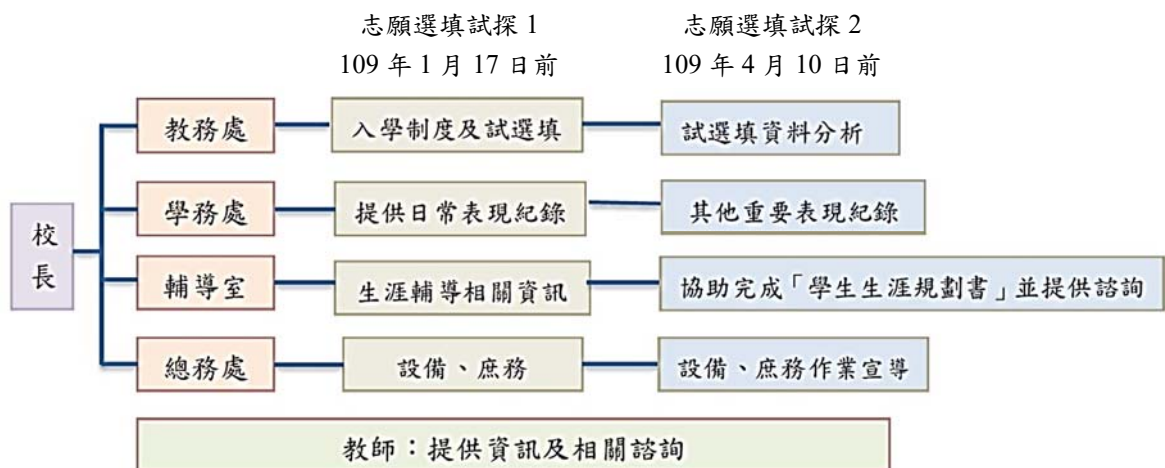 志願選填試探 1
志願選填試探 2
109 年 1 月 17 日前
109 年 4 月 10 日前
校長
教務處
入學制度及試選填
試選填資料分析
學務處
提供日常表現紀錄
其他重要表現紀錄
輔導室
生涯輔導相關資訊
協助完成「學生生涯規劃書」並提供諮詢
總務處
設備、庶務
設備、庶務作業宣導
教師：提供資訊及相關諮詢